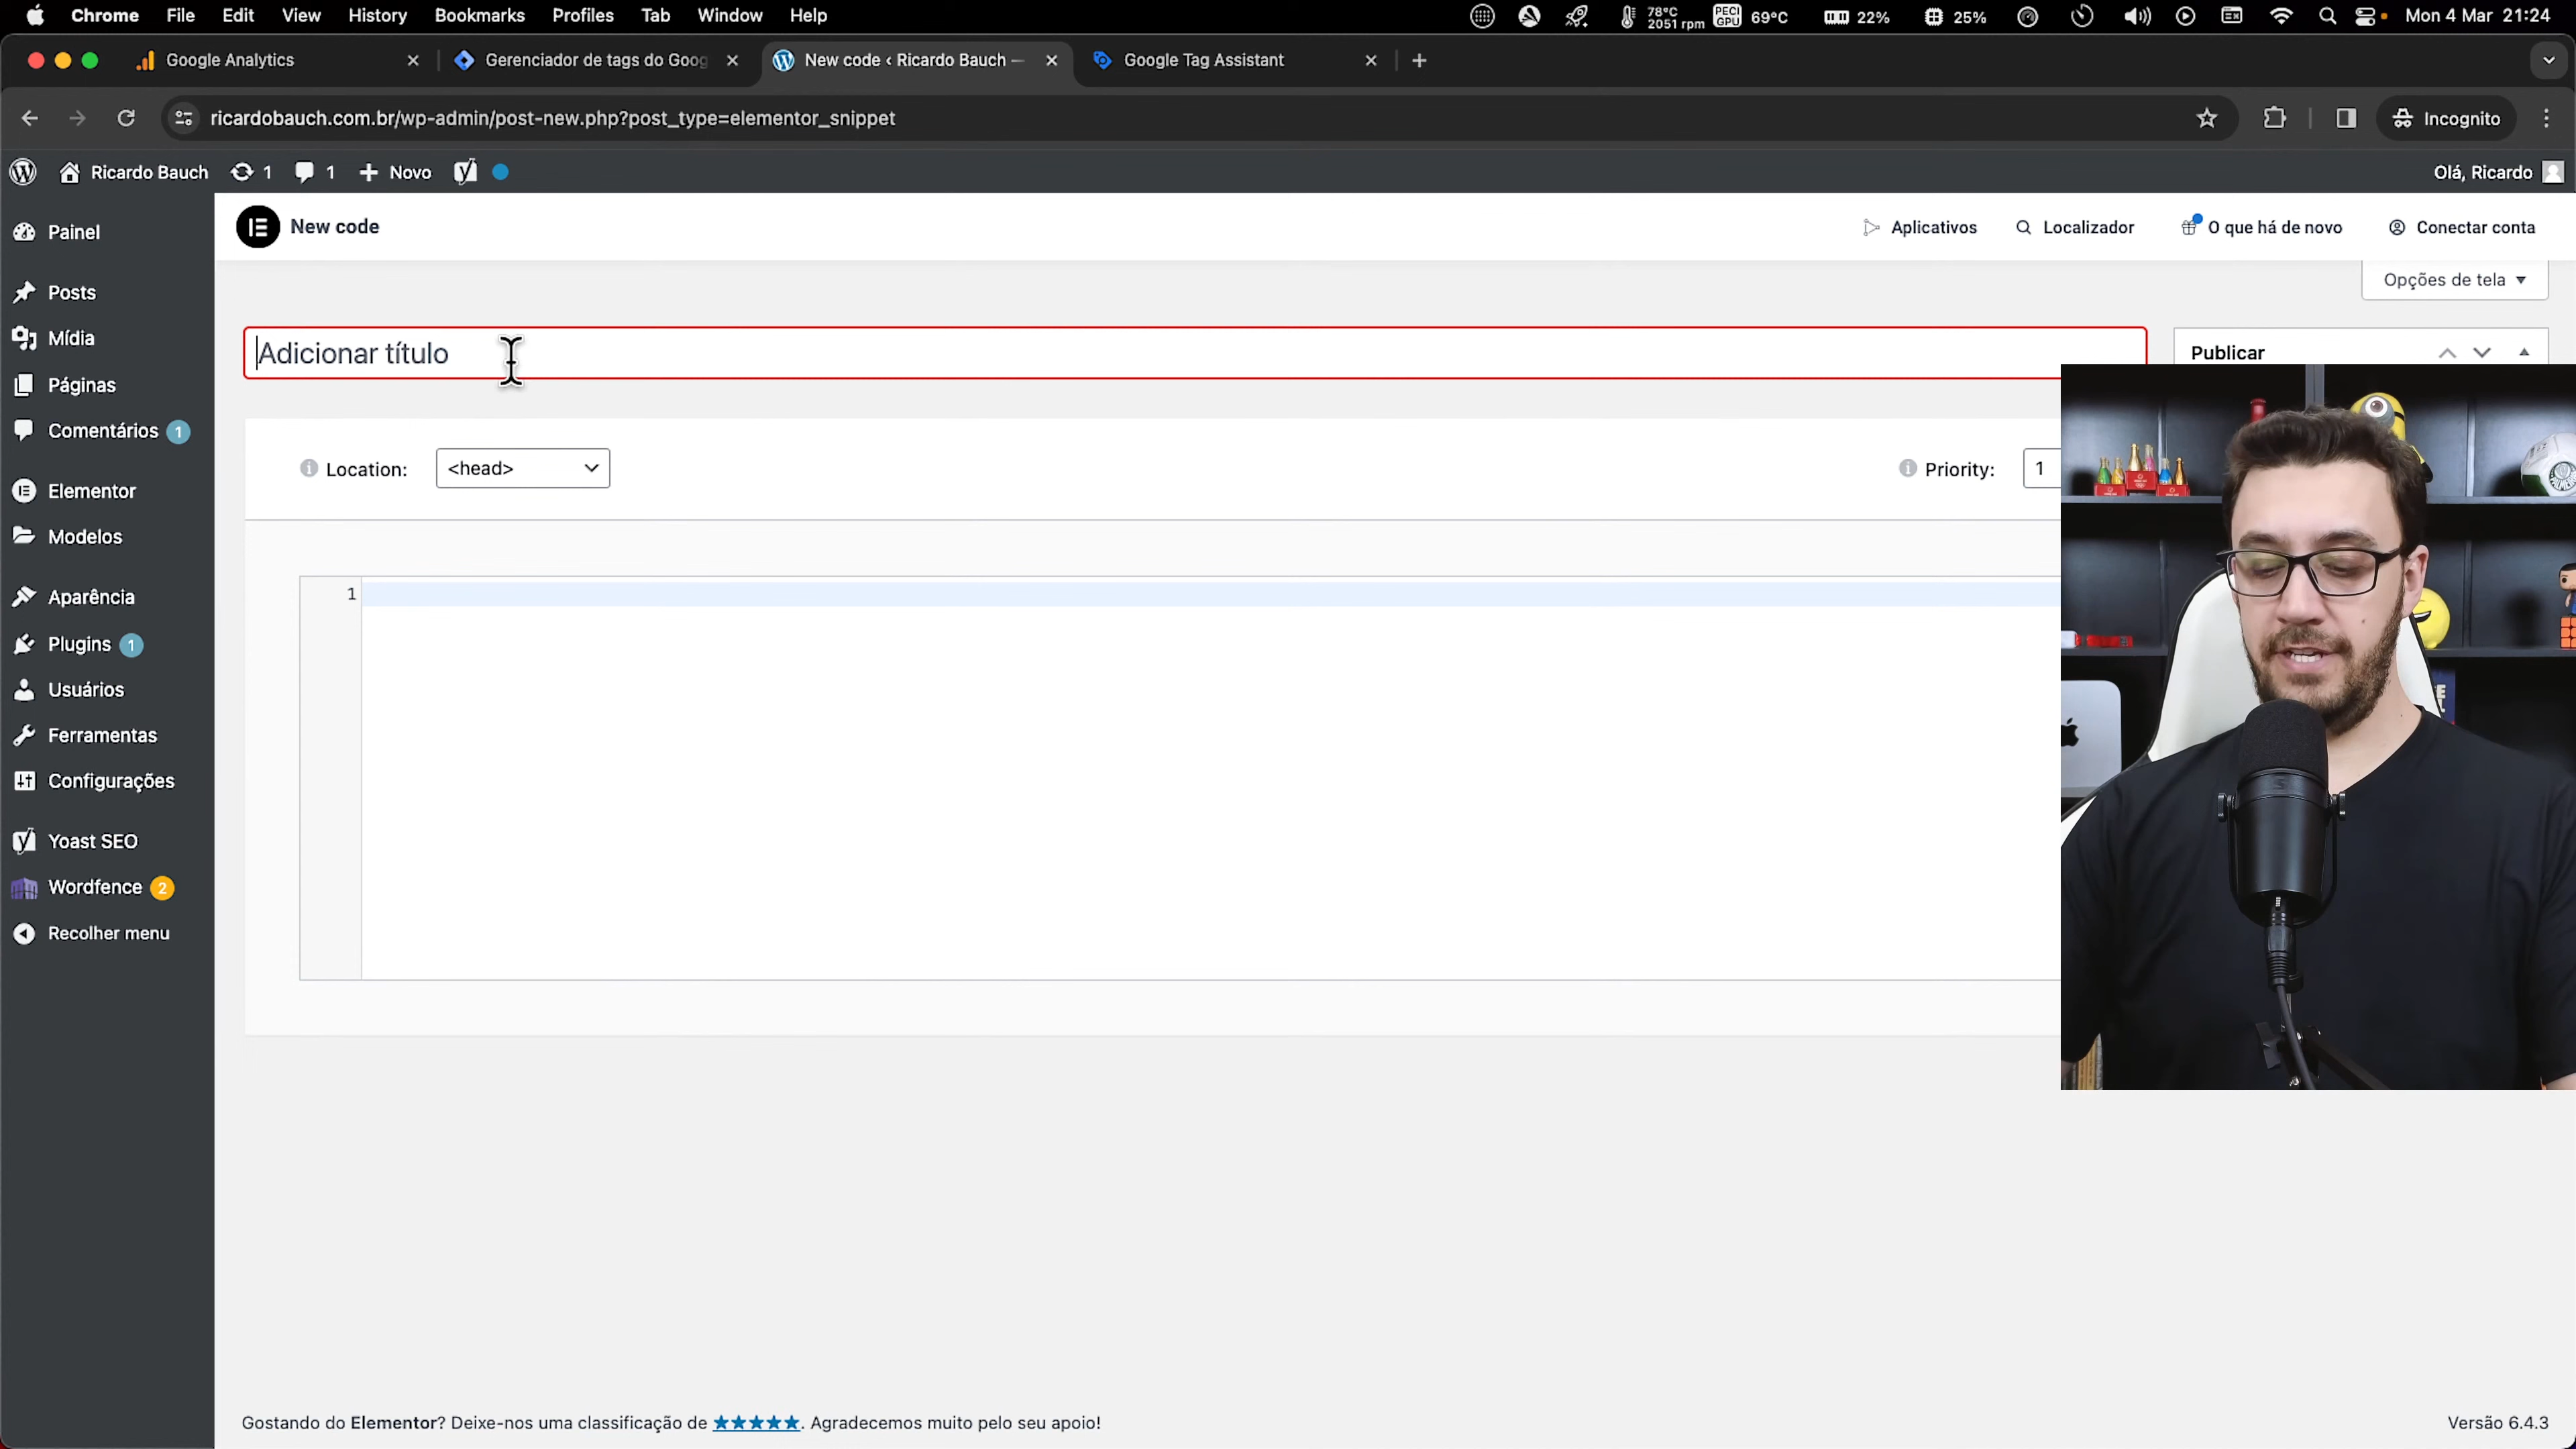 Chrome File Edit View History Bookmarks Profiles Tab Window Help 78°C 2051 rpm PECI GPU 69°C 22% 25% Mon 4 Mar 21:24
Google Analytics Gerenciador de tags do Goog New code ‹ Ricardo Bauch — Google Tag Assistant
ricardobauch.com.br/wp-admin/post-new.php?post_type=elementor_snippet Incognito
Ricardo Bauch 1 1 Novo Olá, Ricardo
New code Aplicativos Localizador O que há de novo Conectar conta
Opções de tela
Painel
Posts
Mídia
Páginas
Comentários 1
Elementor
Modelos
Aparência
Plugins 1
Usuários
Ferramentas
Configurações
Yoast SEO
Wordfence 2
Recolher menu
Adicionar título
Publicar
Location: <head> Priority: 1
1
Gostando do Elementor? Deixe-nos uma classificação de ★★★★★. Agradecemos muito pelo seu apoio! Versão 6.4.3